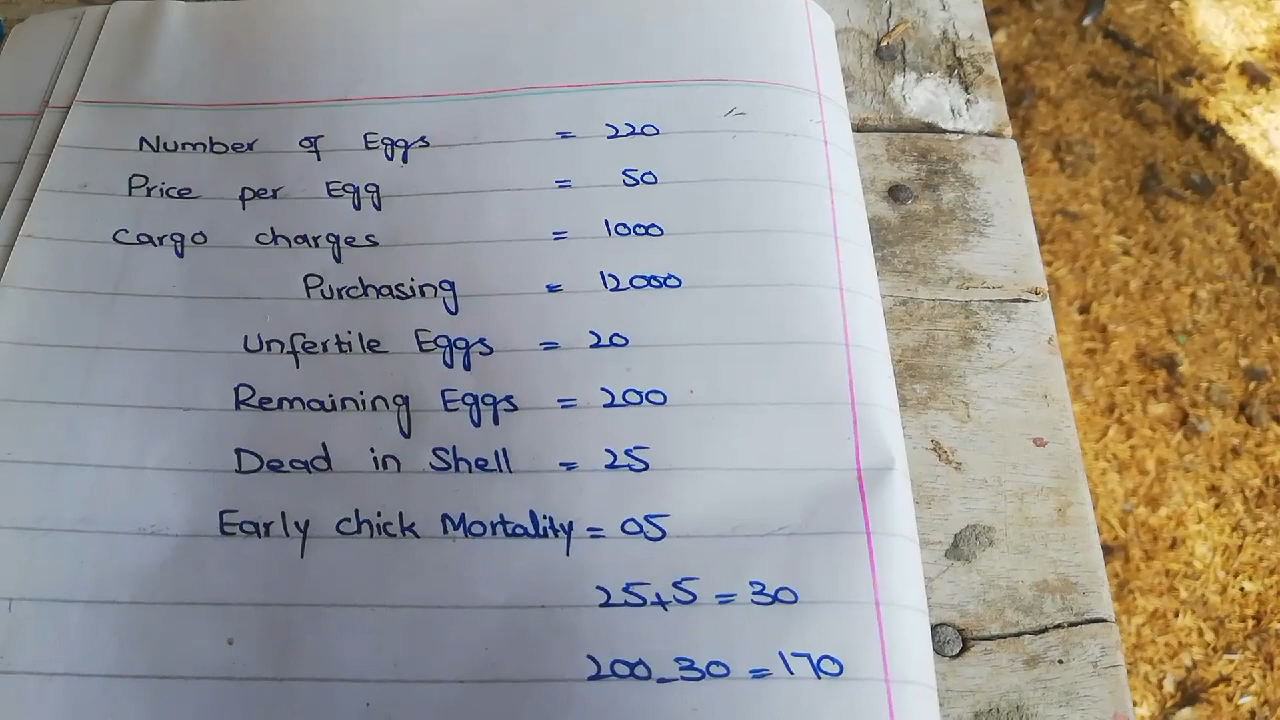 Number of Eggs = 220
Price per Egg = 50
Cargo charges = 1000
Purchasing = 12000
Unfertile Eggs = 20
Remaining Eggs = 200
Dead in Shell = 25
Early chick Mortality = 05
25+5 = 30
200-30 = 170